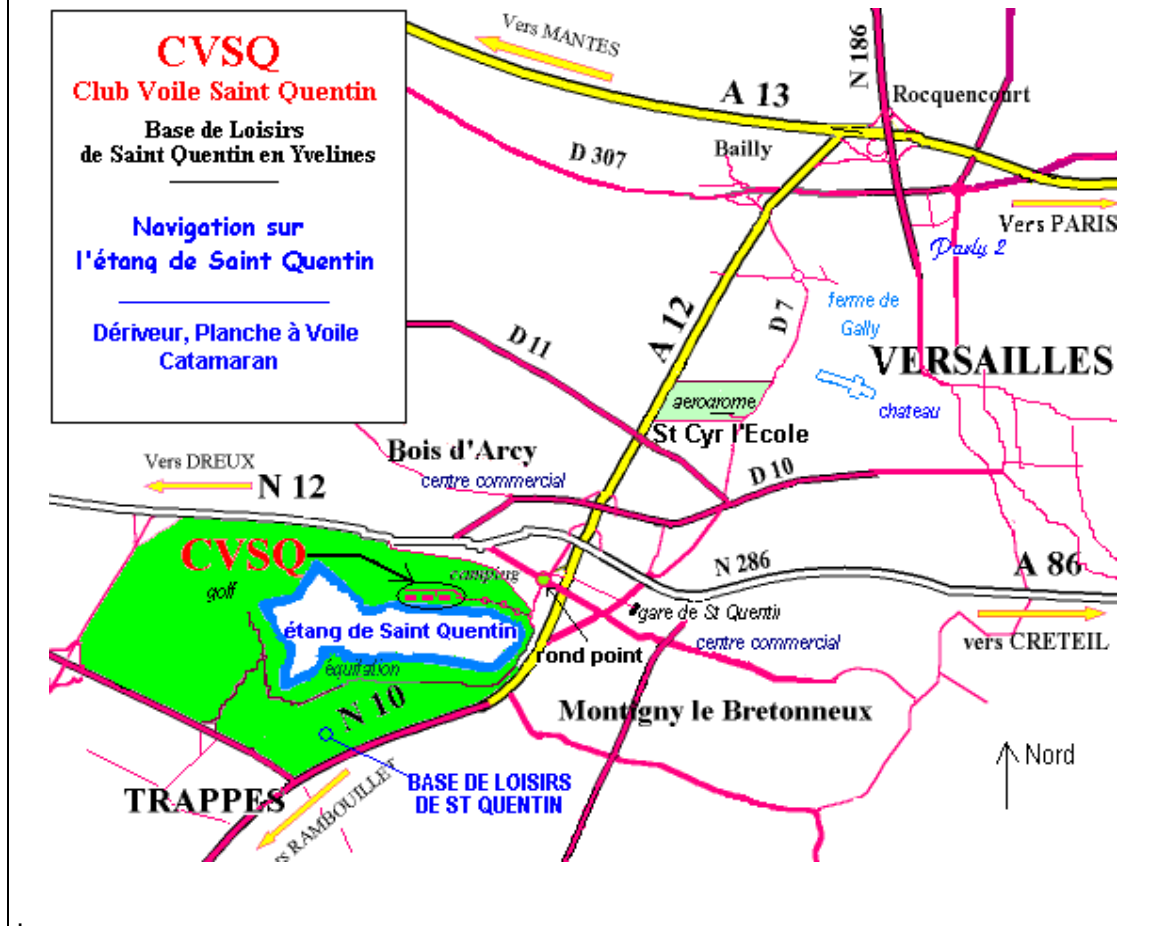 CVSQ
Club Voile Saint Quentin
Base de Loisirs
de Saint Quentin en Yvelines
Navigation sur
l'étang de Saint Quentin
Dériveur, Planche à Voile
Catamaran
Vers MANTES
A 13
N 186
Rocquencourt
D 307
Bailly
Vers PARIS
Parly 2
A 12
D 7
ferme de
Gally
D 11
VERSAILLES
aerodrome
chateau
St Cyr l'Ecole
Bois d'Arcy
Vers DREUX
N 12
centre commercial
D 10
CVSQ
camping
N 286
A 86
golf
gare de St Quentin
étang de Saint Quentin
centre commercial
vers CRETEIL
rond point
équitation
N 10
Montigny le Bretonneux
Nord
TRAPPES
BASE DE LOISIRS
DE ST QUENTIN
RAMBOUILLET
.